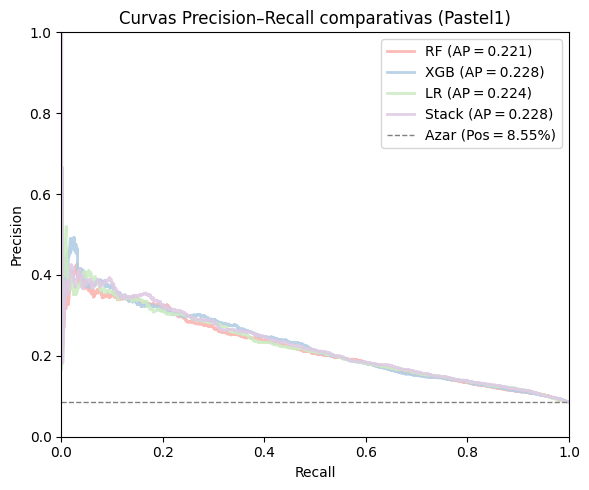 Curvas Precision–Recall comparativas (Pastel1)
1.0
0.8
0.6
0.4
0.2
0.0
Precision
RF (AP = 0.221)
XGB (AP = 0.228)
LR (AP = 0.224)
Stack (AP = 0.228)
Azar (Pos = 8.55%)
0.0 0.2 0.4 0.6 0.8 1.0
Recall